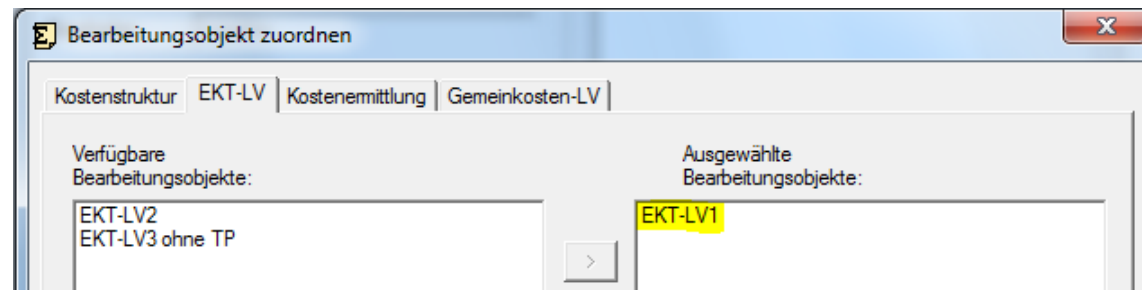 Bearbeitungsobjekt zuordnen
Kostenstruktur EKT-LV Kostenermittlung Gemeinkosten-LV
Verfügbare
Bearbeitungsobjekte:
EKT-LV2
EKT-LV3 ohne TP
>
Ausgewählte
Bearbeitungsobjekte:
EKT-LV1